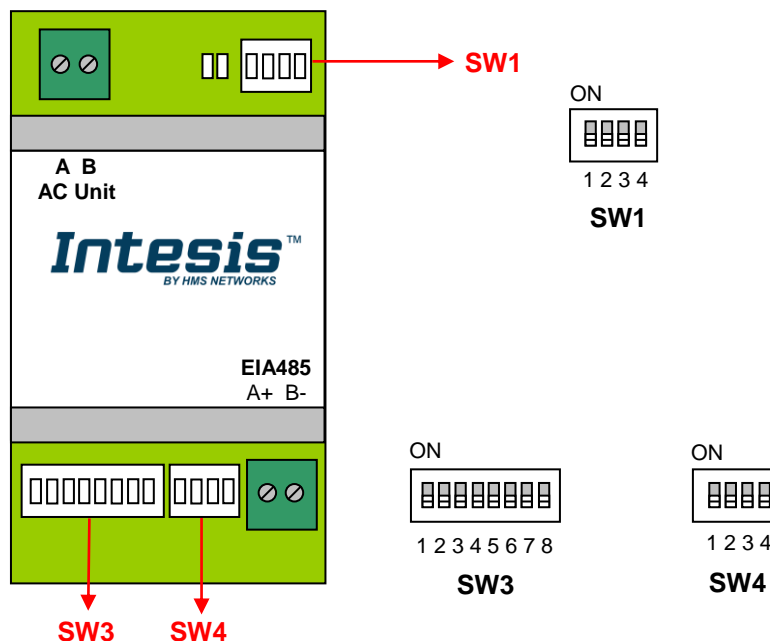 SW1
ON
1 2 3 4
SW1
A B
AC Unit
Intesis™
BY HMS NETWORKS
EIA485
A+ B-
ON
1 2 3 4 5 6 7 8
SW3
ON
1 2 3 4
SW4
SW3
SW4